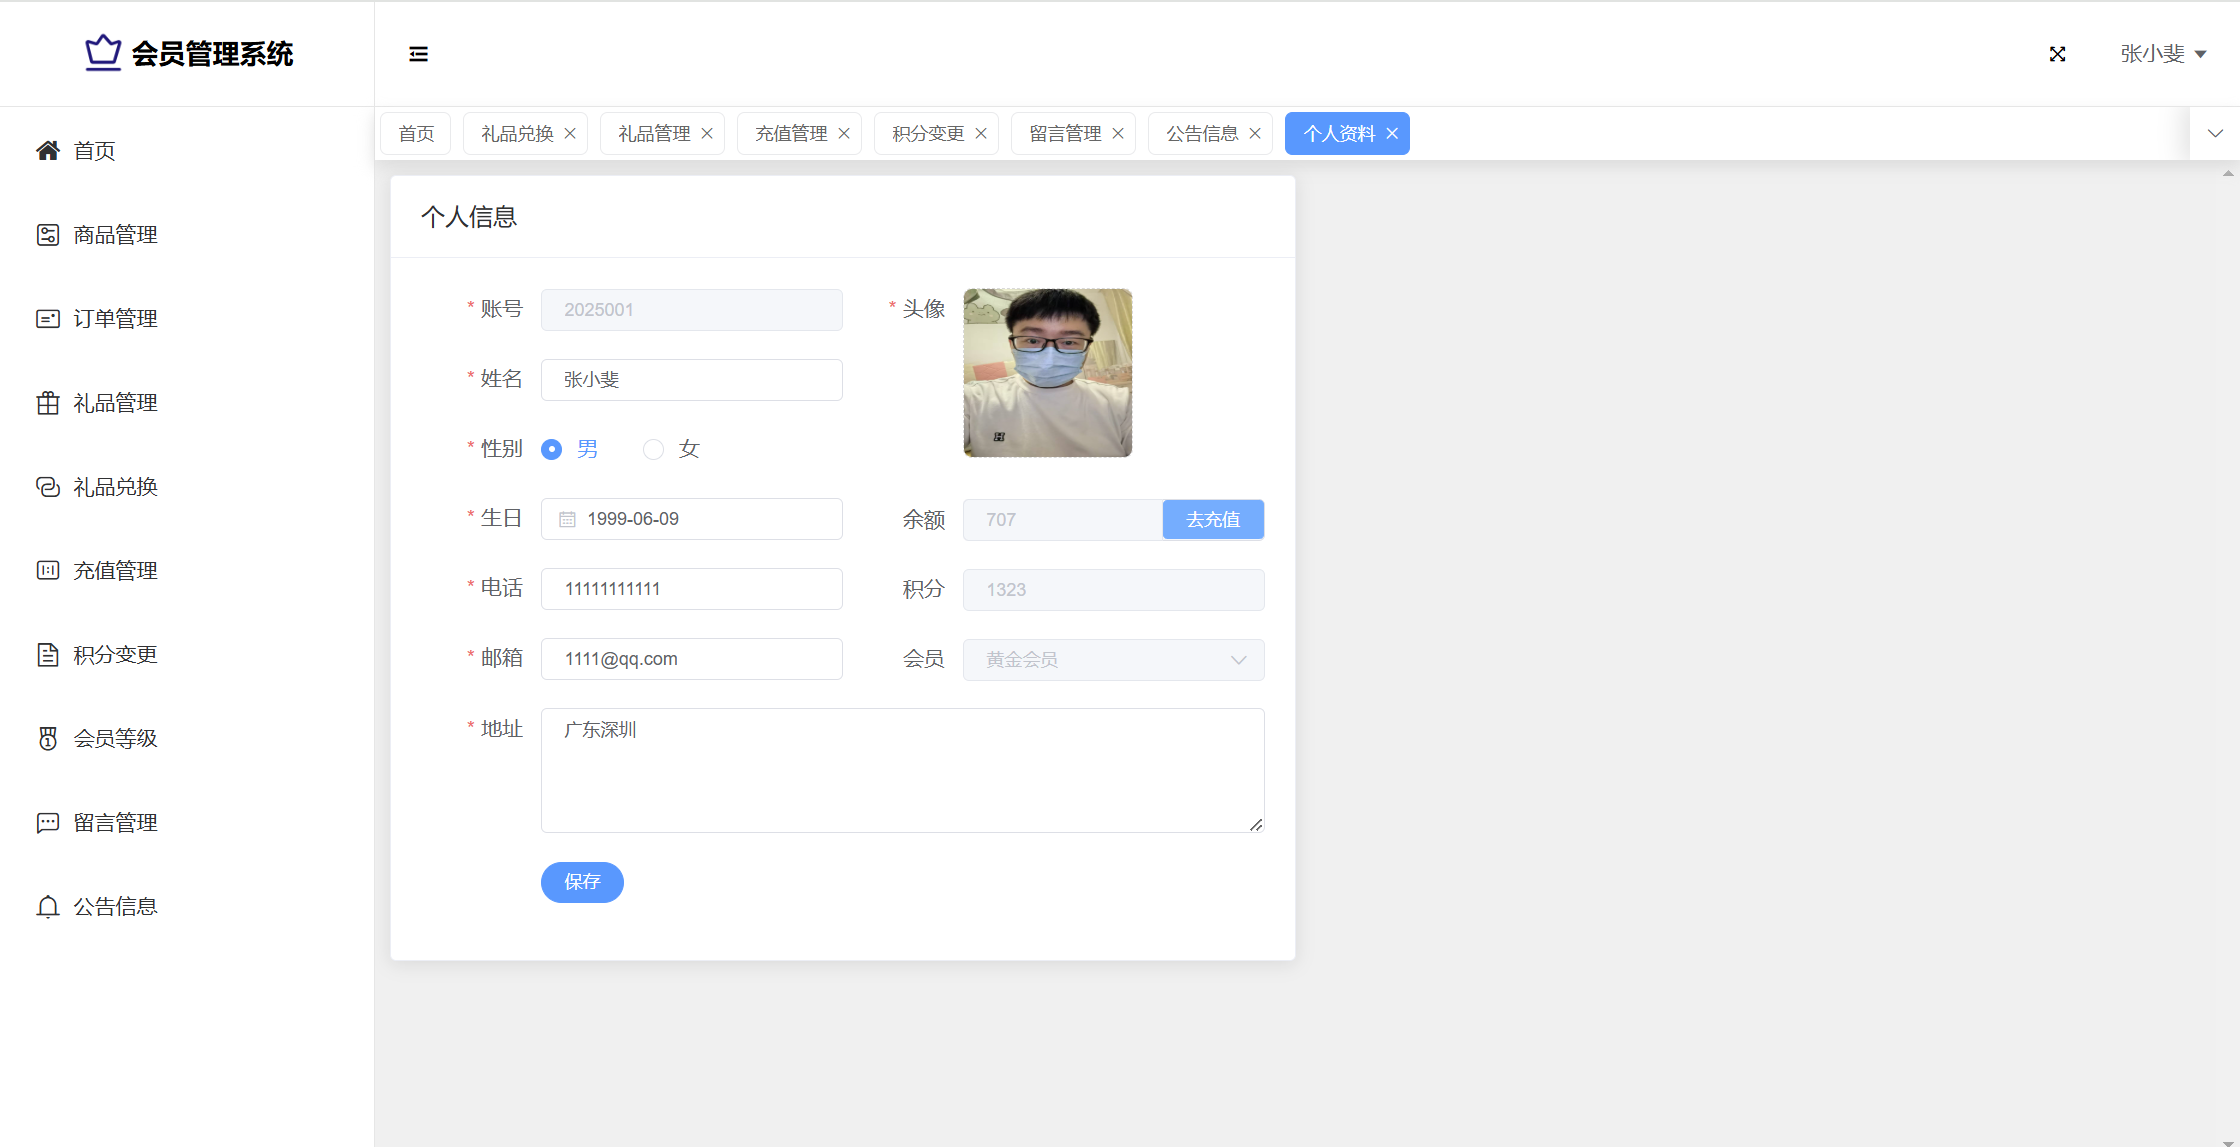 会员管理系统
张小斐
首页
商品管理
订单管理
礼品管理
礼品兑换
充值管理
积分变更
会员等级
留言管理
公告信息
首页 礼品兑换 礼品管理 充值管理 积分变更 留言管理 公告信息 个人资料
个人信息
* 账号 2025001
* 头像
* 姓名 张小斐
* 性别 男 女
* 生日 1999-06-09
余额 707 去充值
* 电话 11111111111
积分 1323
* 邮箱 1111@qq.com
会员 黄金会员
* 地址 广东深圳
保存